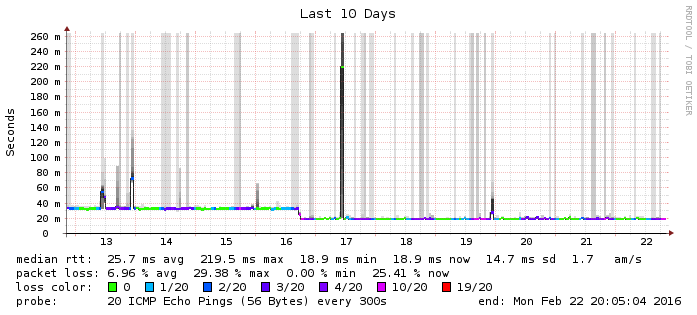 Last 10 Days
RRDTOOL / TOBI OETIKER
Seconds
260 m
240 m
220 m
200 m
180 m
160 m
140 m
120 m
100 m
80 m
60 m
40 m
20 m
0
13 14 15 16 17 18 19 20 21 22
median rtt: 25.7 ms avg 219.5 ms max 18.9 ms min 18.9 ms now 14.7 ms sd 1.7 am/s
packet loss: 6.96 % avg 29.38 % max 0.00 % min 25.41 % now
loss color: 0 1/20 2/20 3/20 4/20 10/20 19/20
probe: 20 ICMP Echo Pings (56 Bytes) every 300s end: Mon Feb 22 20:05:04 2016